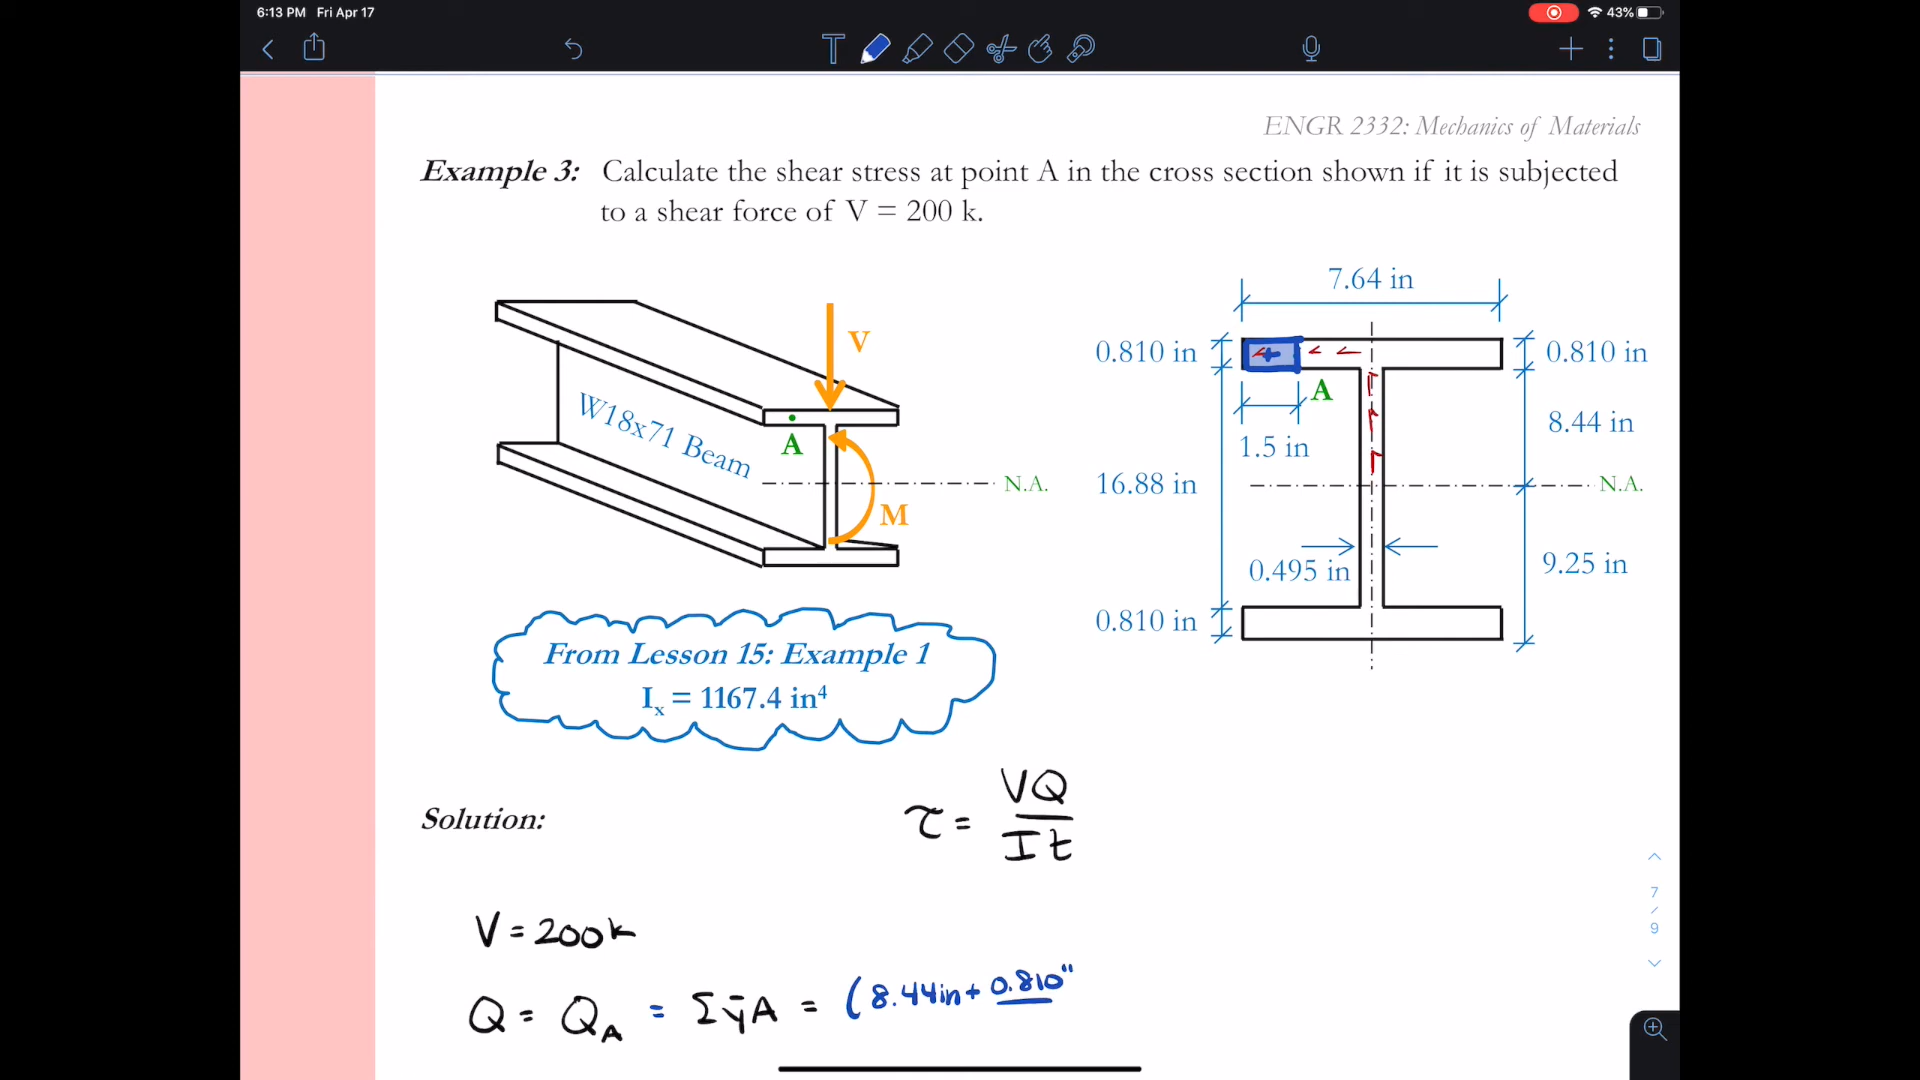 6:13 PM Fri Apr 17
43%
ENGR 2332: Mechanics of Materials
Example 3: Calculate the shear stress at point A in the cross section shown if it is subjected
to a shear force of V = 200 k.
V
A
W18x71 Beam
N.A.
M
7.64 in
0.810 in
0.810 in
A
8.44 in
1.5 in
16.88 in
N.A.
0.495 in
9.25 in
0.810 in
From Lesson 15: Example 1
Iₓ = 1167.4 in⁴
Solution:
τ = VQ / It
V = 200k
Q = Q_A = Σ ȳA = (8.44in + 0.810"
7
/
9